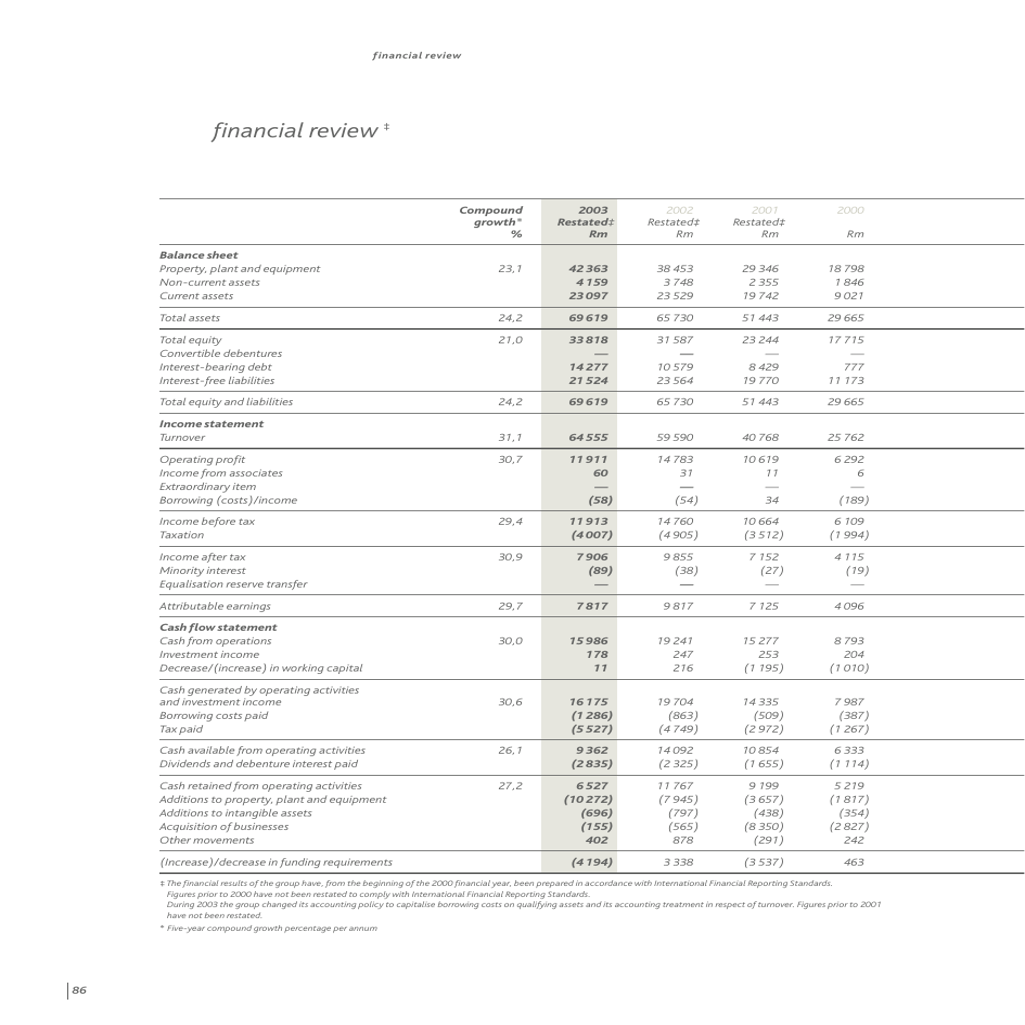 financial review
financial review ‡
Compound 2003 2002 2001 2000
growth* Restated‡ Restated‡ Restated‡
% Rm Rm Rm Rm
Balance sheet
Property, plant and equipment 23,1 42 363 38 453 29 346 18 798
Non-current assets 4 159 3 748 2 355 1 846
Current assets 23 097 23 529 19 742 9 021
Total assets 24,2 69 619 65 730 51 443 29 665
Total equity 21,0 33 818 31 587 23 244 17 715
Convertible debentures — — — —
Interest-bearing debt 14 277 10 579 8 429 777
Interest-free liabilities 21 524 23 564 19 770 11 173
Total equity and liabilities 24,2 69 619 65 730 51 443 29 665
Income statement
Turnover 31,1 64 555 59 590 40 768 25 762
Operating profit 30,7 11 911 14 783 10 619 6 292
Income from associates 60 31 11 6
Extraordinary item — — — —
Borrowing (costs)/income (58) (54) 34 (189)
Income before tax 29,4 11 913 14 760 10 664 6 109
Taxation (4 007) (4 905) (3 512) (1 994)
Income after tax 30,9 7 906 9 855 7 152 4 115
Minority interest (89) (38) (27) (19)
Equalisation reserve transfer — — — —
Attributable earnings 29,7 7 817 9 817 7 125 4 096
Cash flow statement
Cash from operations 30,0 15 986 19 241 15 277 8 793
Investment income 178 247 253 204
Decrease/(increase) in working capital 11 216 (1 195) (1 010)
Cash generated by operating activities
and investment income 30,6 16 175 19 704 14 335 7 987
Borrowing costs paid (1 286) (863) (509) (387)
Tax paid (5 527) (4 749) (2 972) (1 267)
Cash available from operating activities 26,1 9 362 14 092 10 854 6 333
Dividends and debenture interest paid (2 835) (2 325) (1 655) (1 114)
Cash retained from operating activities 27,2 6 527 11 767 9 199 5 219
Additions to property, plant and equipment (10 272) (7 945) (3 657) (1 817)
Additions to intangible assets (696) (797) (438) (354)
Acquisition of businesses (155) (565) (8 350) (2 827)
Other movements 402 878 (291) 242
(Increase)/decrease in funding requirements (4 194) 3 338 (3 537) 463
‡ The financial results of the group have, from the beginning of the 2000 financial year, been prepared in accordance with International Financial Reporting Standards.
Figures prior to 2000 have not been restated to comply with International Financial Reporting Standards.
During 2003 the group changed its accounting policy to capitalise borrowing costs on qualifying assets and its accounting treatment in respect of turnover. Figures prior to 2001
have not been restated.
* Five-year compound growth percentage per annum
86